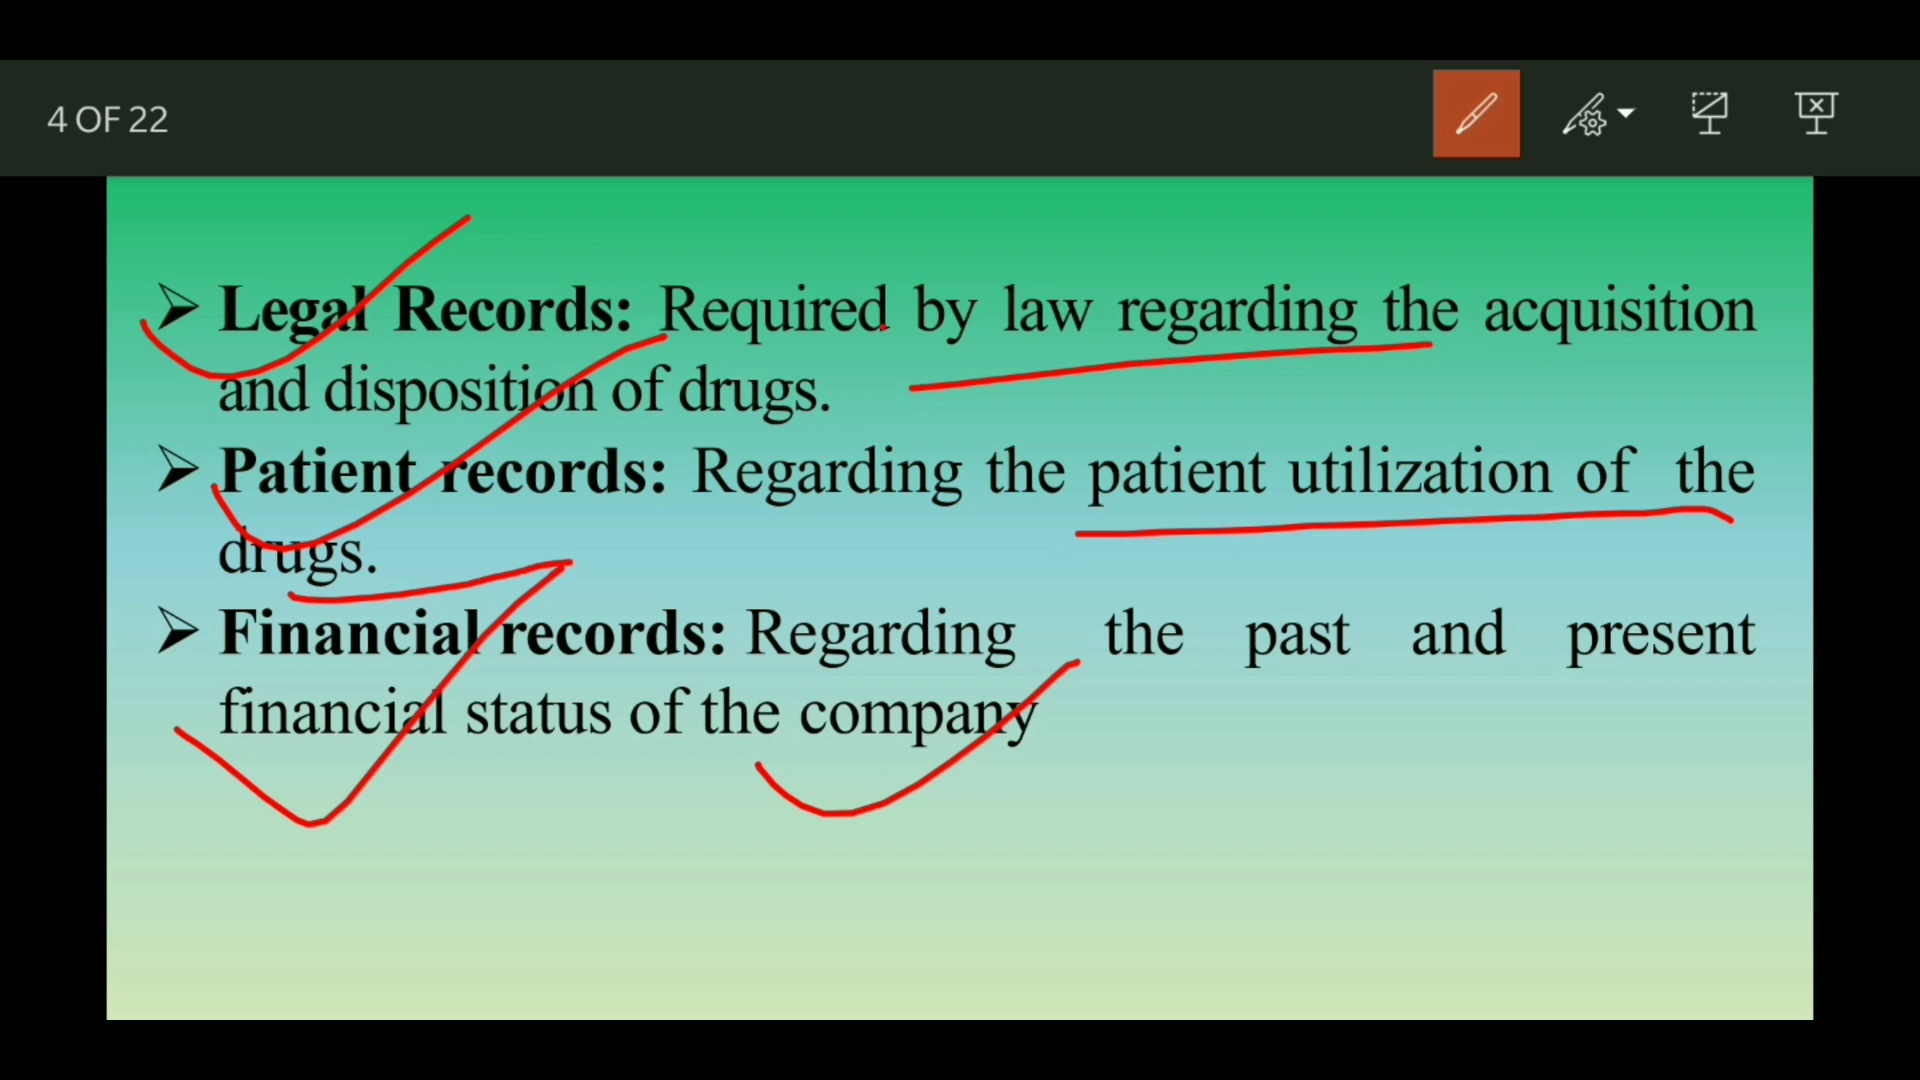 4 OF 22
➢ Legal Records: Required by law regarding the acquisition
and disposition of drugs.
➢ Patient records: Regarding the patient utilization of the
drugs.
➢ Financial records: Regarding the past and present
financial status of the company